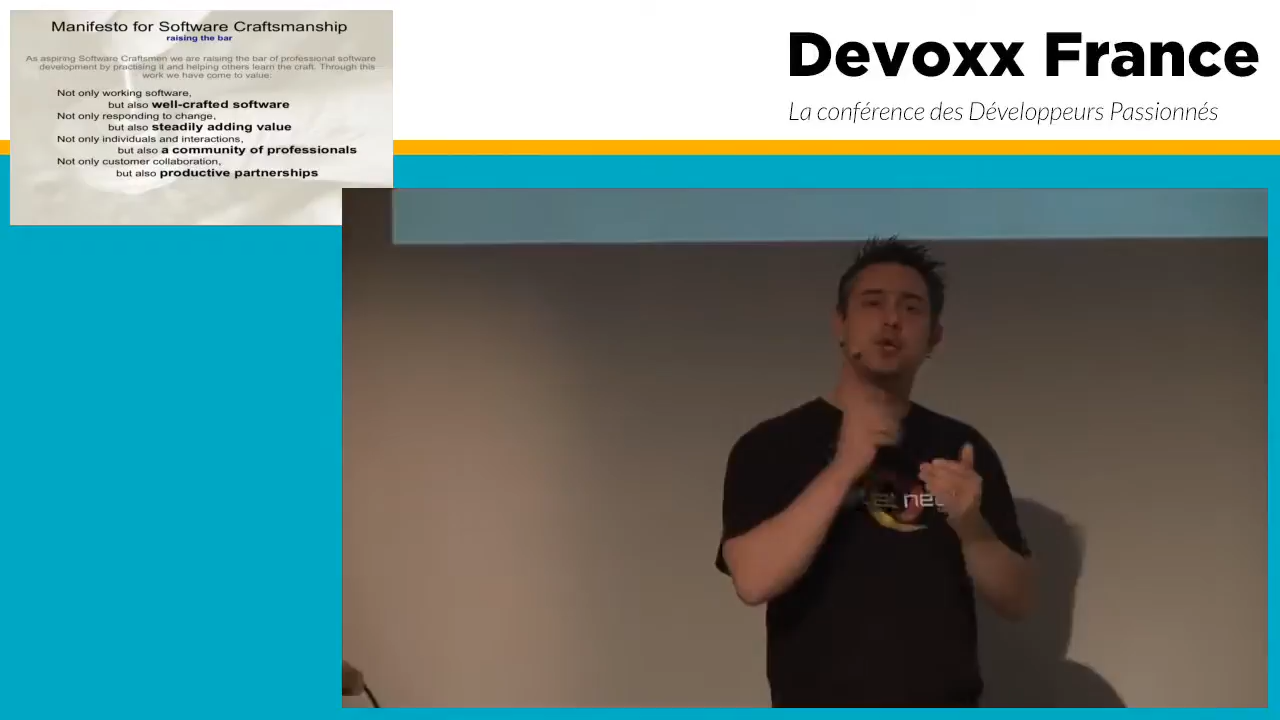 Manifesto for Software Craftsmanship
raising the bar
As aspiring Software Craftsmen we are raising the bar of professional software
development by practising it and helping others learn the craft. Through this
work we have come to value:
Not only working software,
but also well-crafted software
Not only responding to change,
but also steadily adding value
Not only individuals and interactions,
but also a community of professionals
Not only customer collaboration,
but also productive partnerships
Devoxx France
La conférence des Développeurs Passionnés